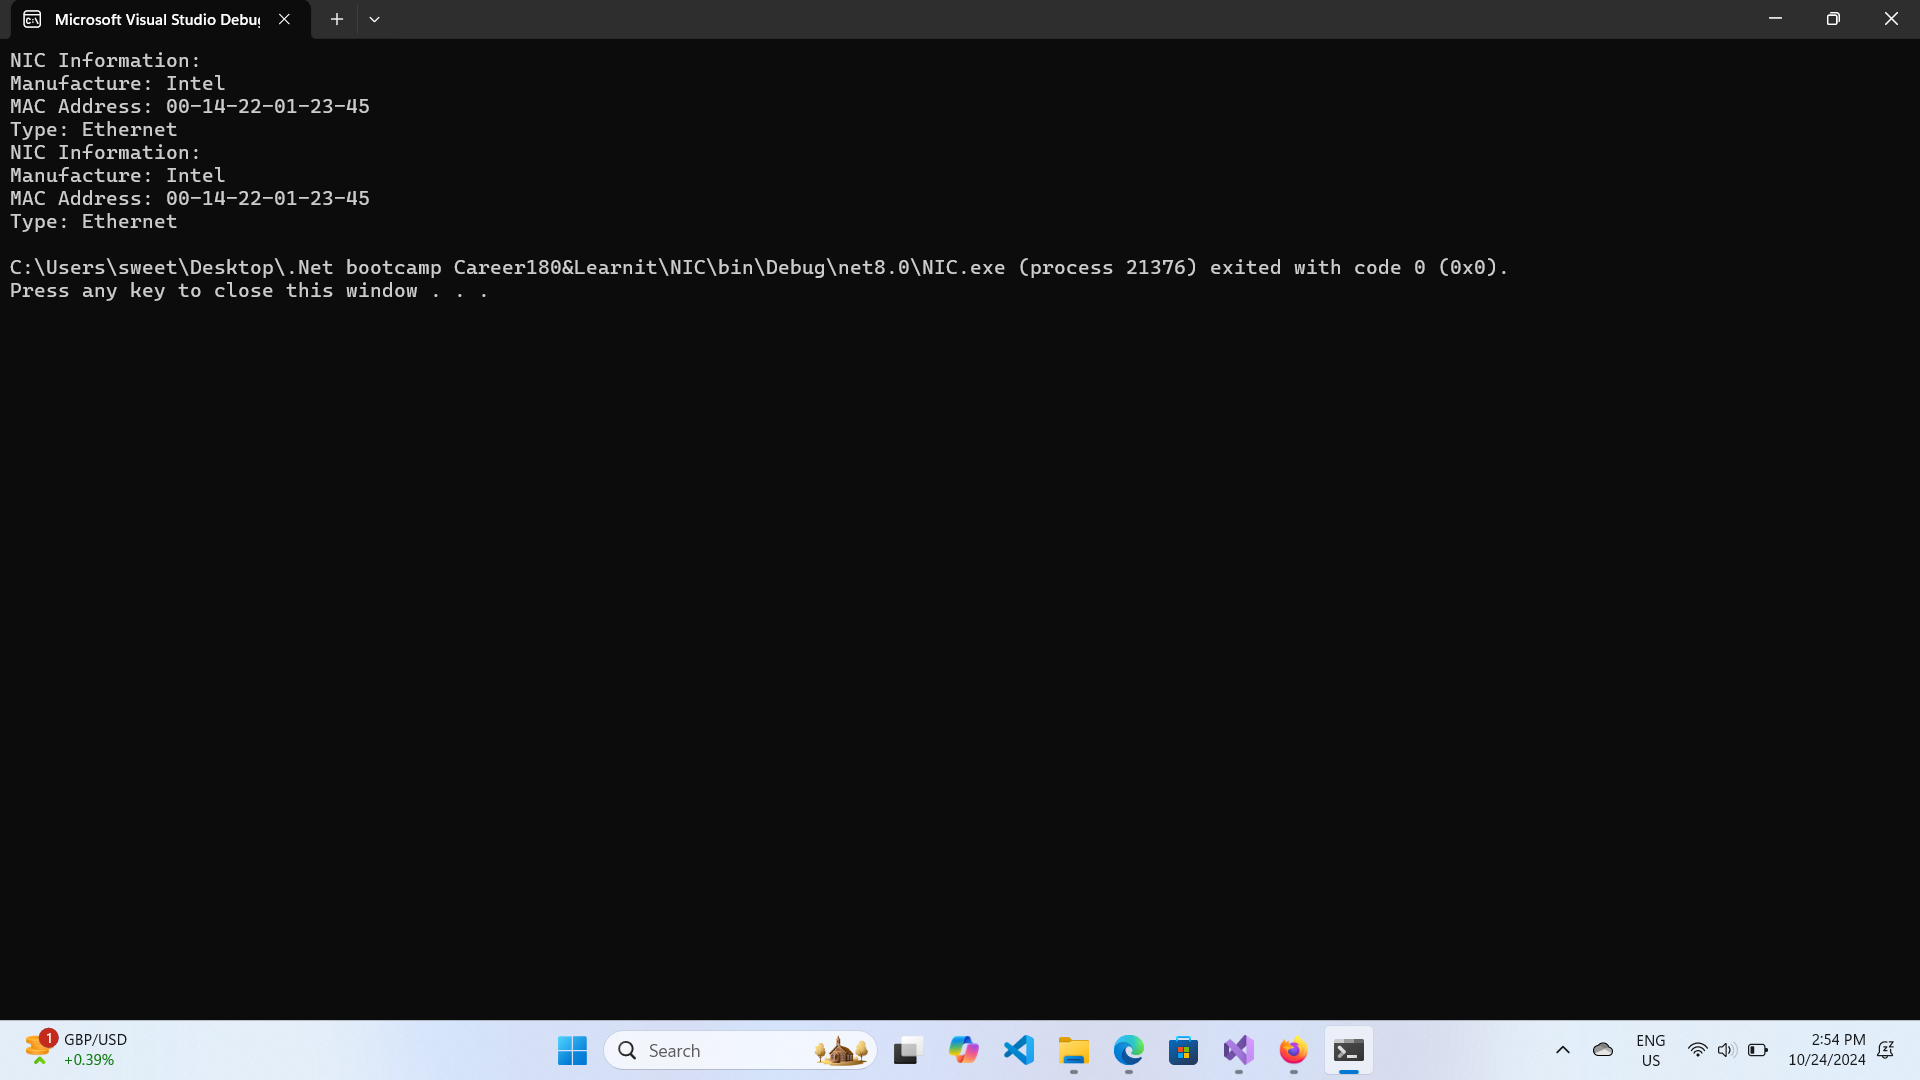 Microsoft Visual Studio Debug
NIC Information:
Manufacture: Intel
MAC Address: 00-14-22-01-23-45
Type: Ethernet
NIC Information:
Manufacture: Intel
MAC Address: 00-14-22-01-23-45
Type: Ethernet
C:\Users\sweet\Desktop\.Net bootcamp Career180&Learnit\NIC\bin\Debug\net8.0\NIC.exe (process 21376) exited with code 0 (0x0).
Press any key to close this window . . .
1
GBP/USD
+0.39%
Search
ENG
US
2:54 PM
10/24/2024